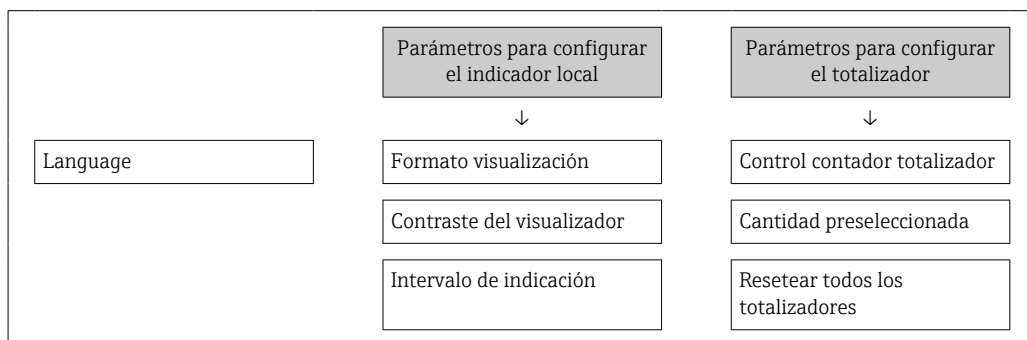 Parámetros para configurar
el indicador local
Parámetros para configurar
el totalizador
↓
↓
Language
Formato visualización
Control contador totalizador
Contraste del visualizador
Cantidad preseleccionada
Intervalo de indicación
Resetear todos los
totalizadores